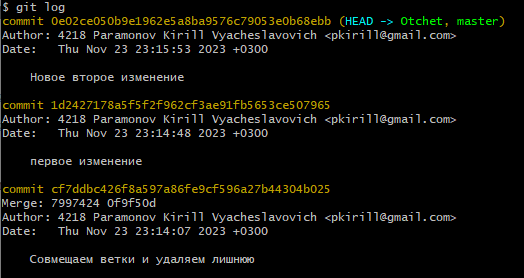 $ git log
commit 0e02ce050b9e1962e5a8ba9576c79053e0b68ebb (HEAD -> Otchet, master)
Author: 4218 Paramonov Kirill Vyacheslavovich <pkirill@gmail.com>
Date:   Thu Nov 23 23:15:53 2023 +0300
    Новое второе изменение
commit 1d2427178a5f5f2f962cf3ae91fb5653ce507965
Author: 4218 Paramonov Kirill Vyacheslavovich <pkirill@gmail.com>
Date:   Thu Nov 23 23:14:48 2023 +0300
    первое изменение
commit cf7ddbc426f8a597a86fe9cf596a27b44304b025
Merge: 7997424 0f9f50d
Author: 4218 Paramonov Kirill Vyacheslavovich <pkirill@gmail.com>
Date:   Thu Nov 23 23:14:07 2023 +0300
    Совмещаем ветки и удаляем лишнюю